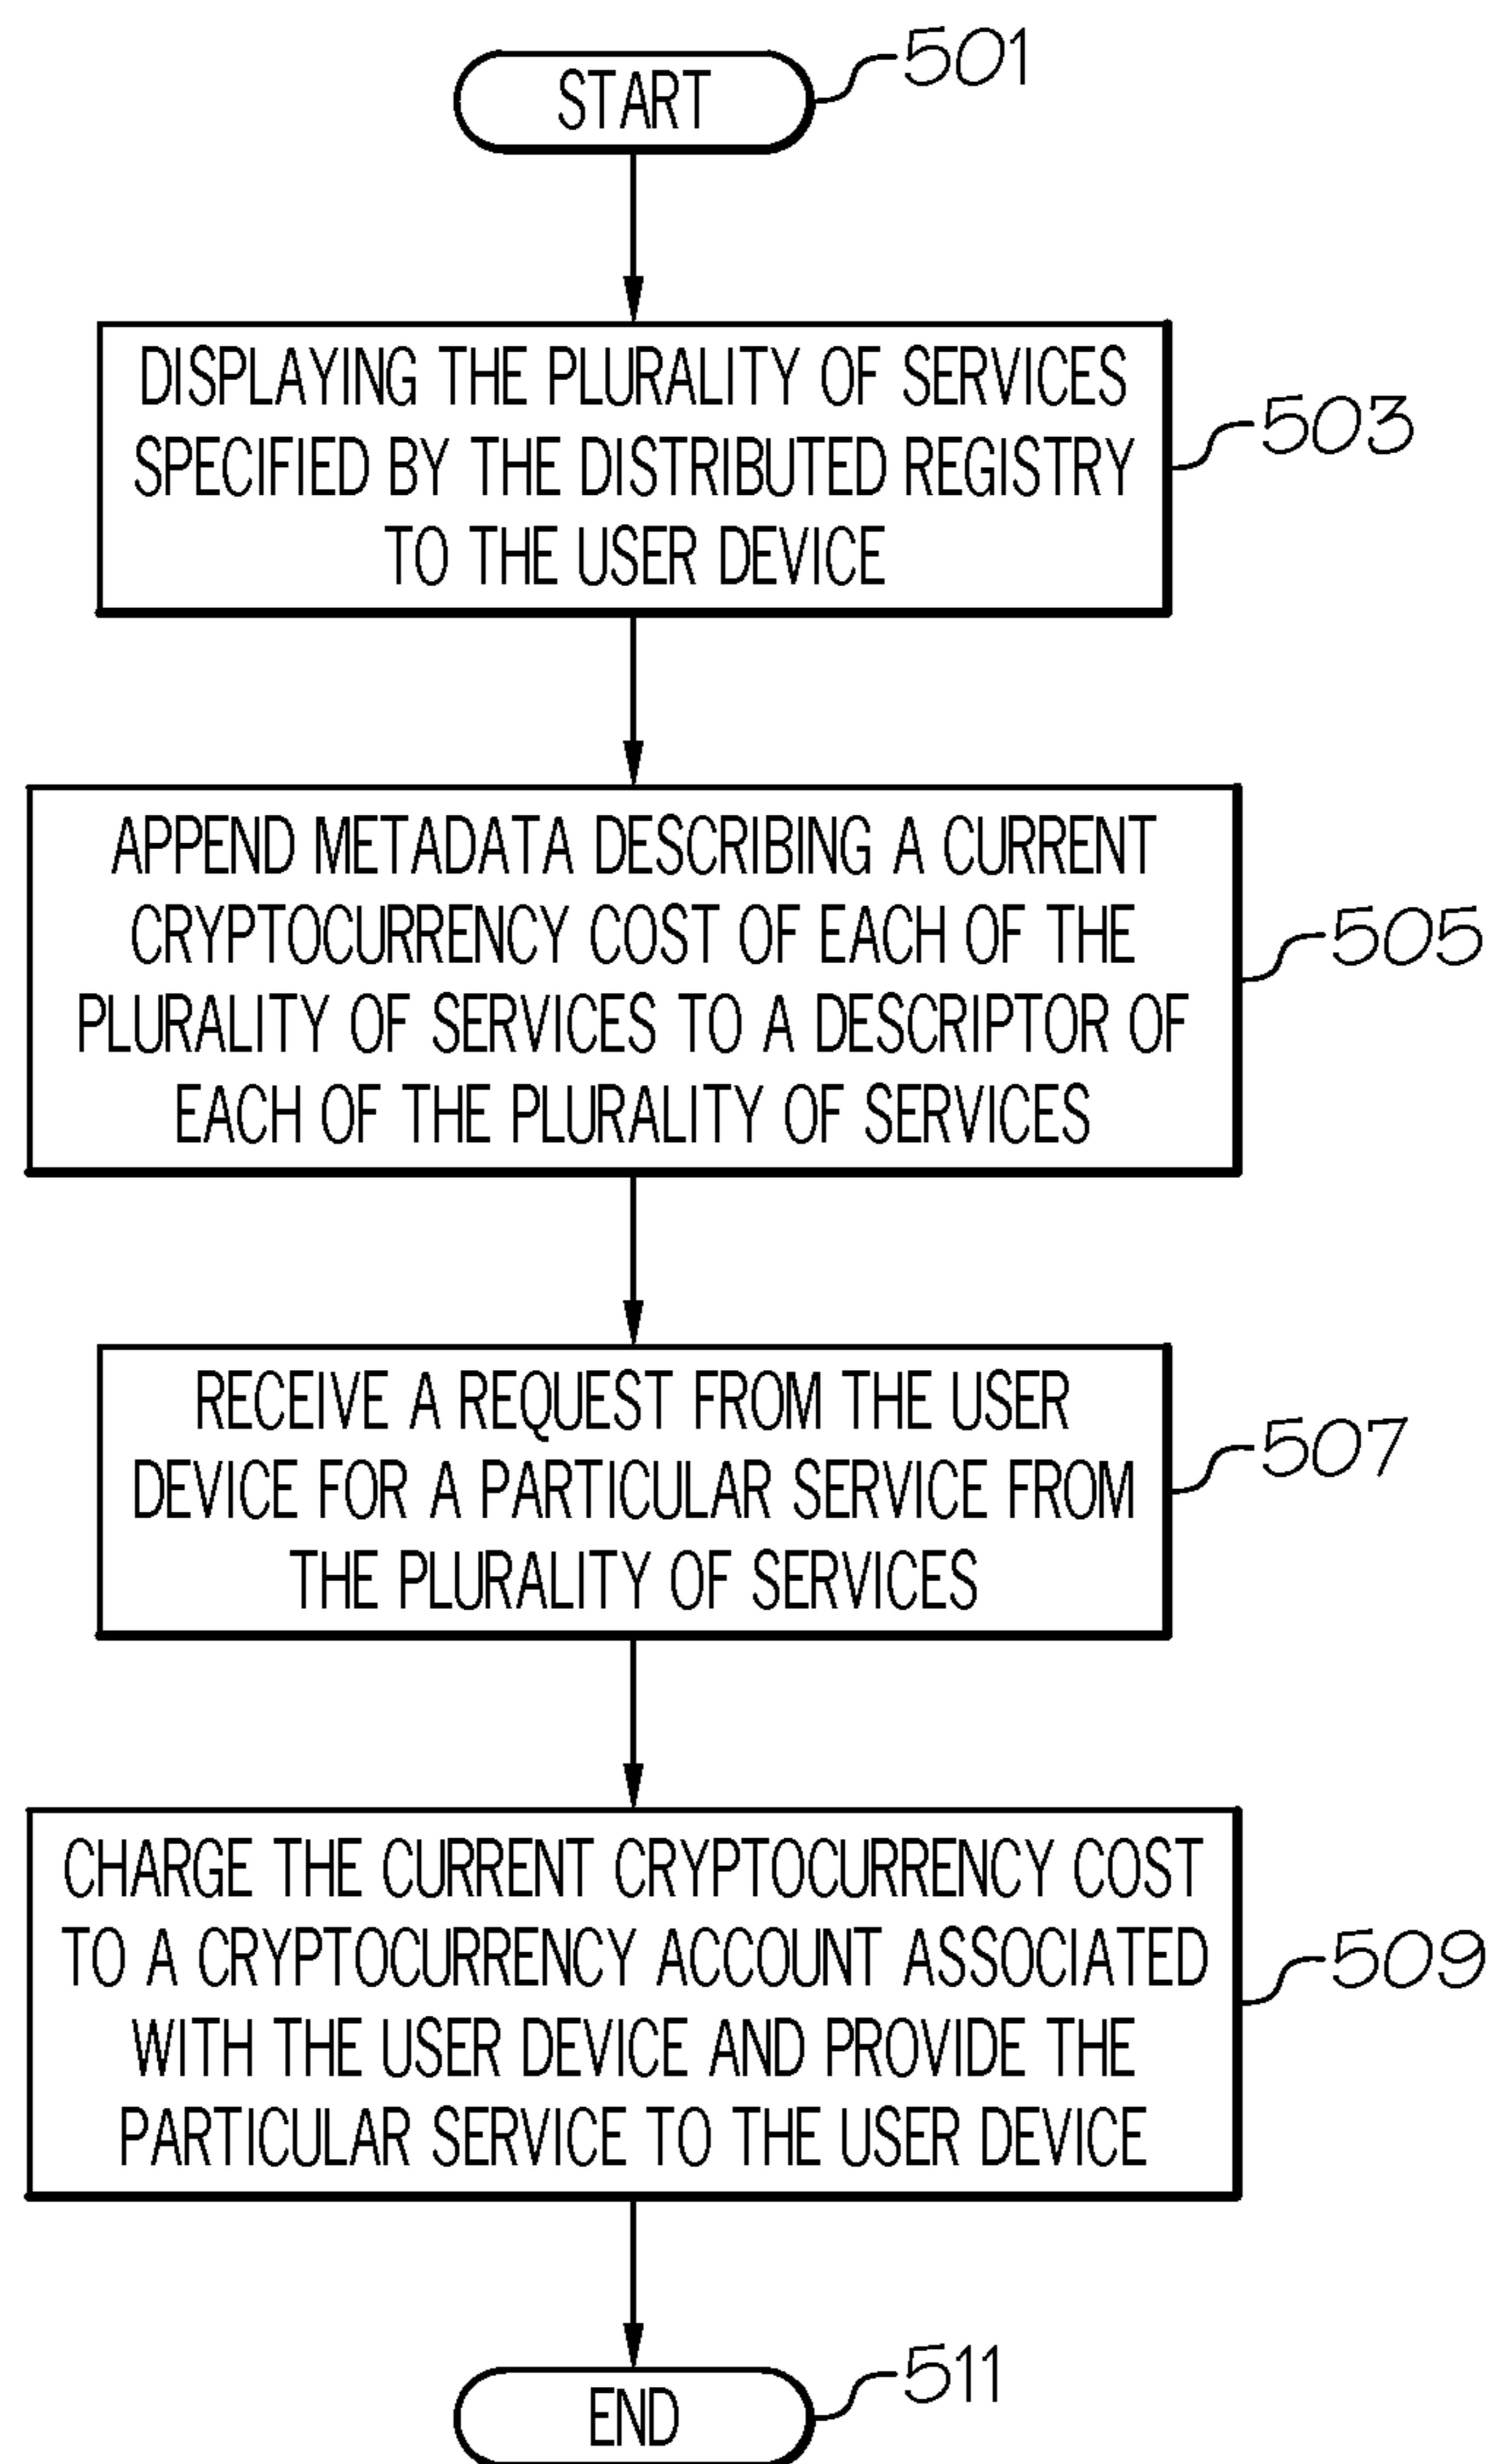 START
501
DISPLAYING THE PLURALITY OF SERVICES
SPECIFIED BY THE DISTRIBUTED REGISTRY
TO THE USER DEVICE
503
APPEND METADATA DESCRIBING A CURRENT
CRYPTOCURRENCY COST OF EACH OF THE
PLURALITY OF SERVICES TO A DESCRIPTOR OF
EACH OF THE PLURALITY OF SERVICES
505
RECEIVE A REQUEST FROM THE USER
DEVICE FOR A PARTICULAR SERVICE FROM
THE PLURALITY OF SERVICES
507
CHARGE THE CURRENT CRYPTOCURRENCY COST
TO A CRYPTOCURRENCY ACCOUNT ASSOCIATED
WITH THE USER DEVICE AND PROVIDE THE
PARTICULAR SERVICE TO THE USER DEVICE
509
END
511